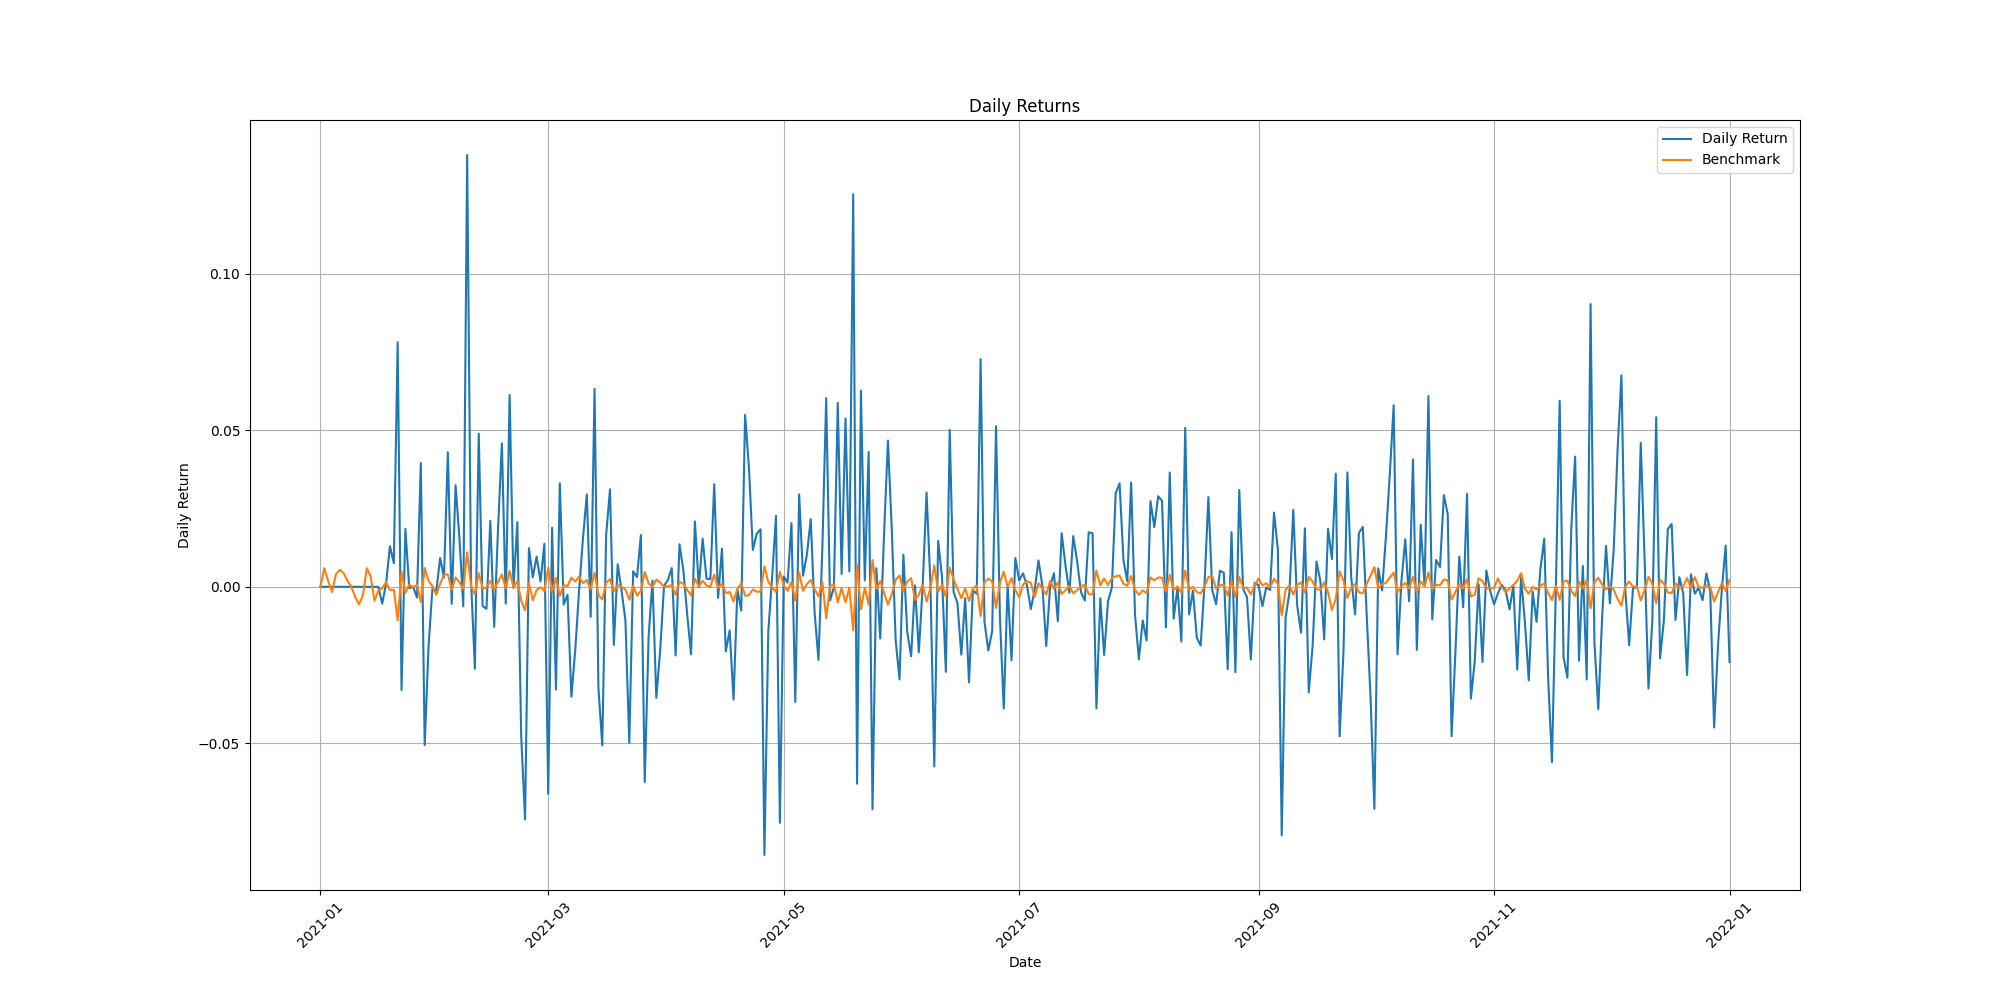 Daily Returns
Daily Return
Benchmark
0.10
0.05
0.00
−0.05
Daily Return
2021-01
2021-03
2021-05
2021-07
2021-09
2021-11
2022-01
Date